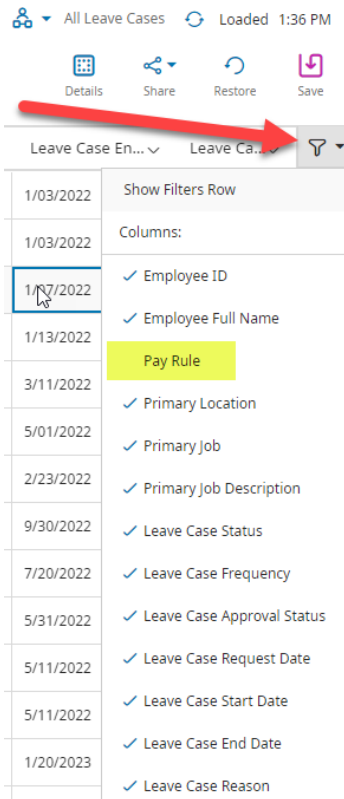 All Leave Cases Loaded 1:36 PM
Details Share Restore Save
Leave Case En... Leave Ca...
Show Filters Row
Columns:
1/03/2022
1/03/2022
1/07/2022
1/13/2022
3/11/2022
5/01/2022
2/23/2022
9/30/2022
7/20/2022
5/31/2022
5/11/2022
5/11/2022
1/20/2023
Employee ID
Employee Full Name
Pay Rule
Primary Location
Primary Job
Primary Job Description
Leave Case Status
Leave Case Frequency
Leave Case Approval Status
Leave Case Request Date
Leave Case Start Date
Leave Case End Date
Leave Case Reason